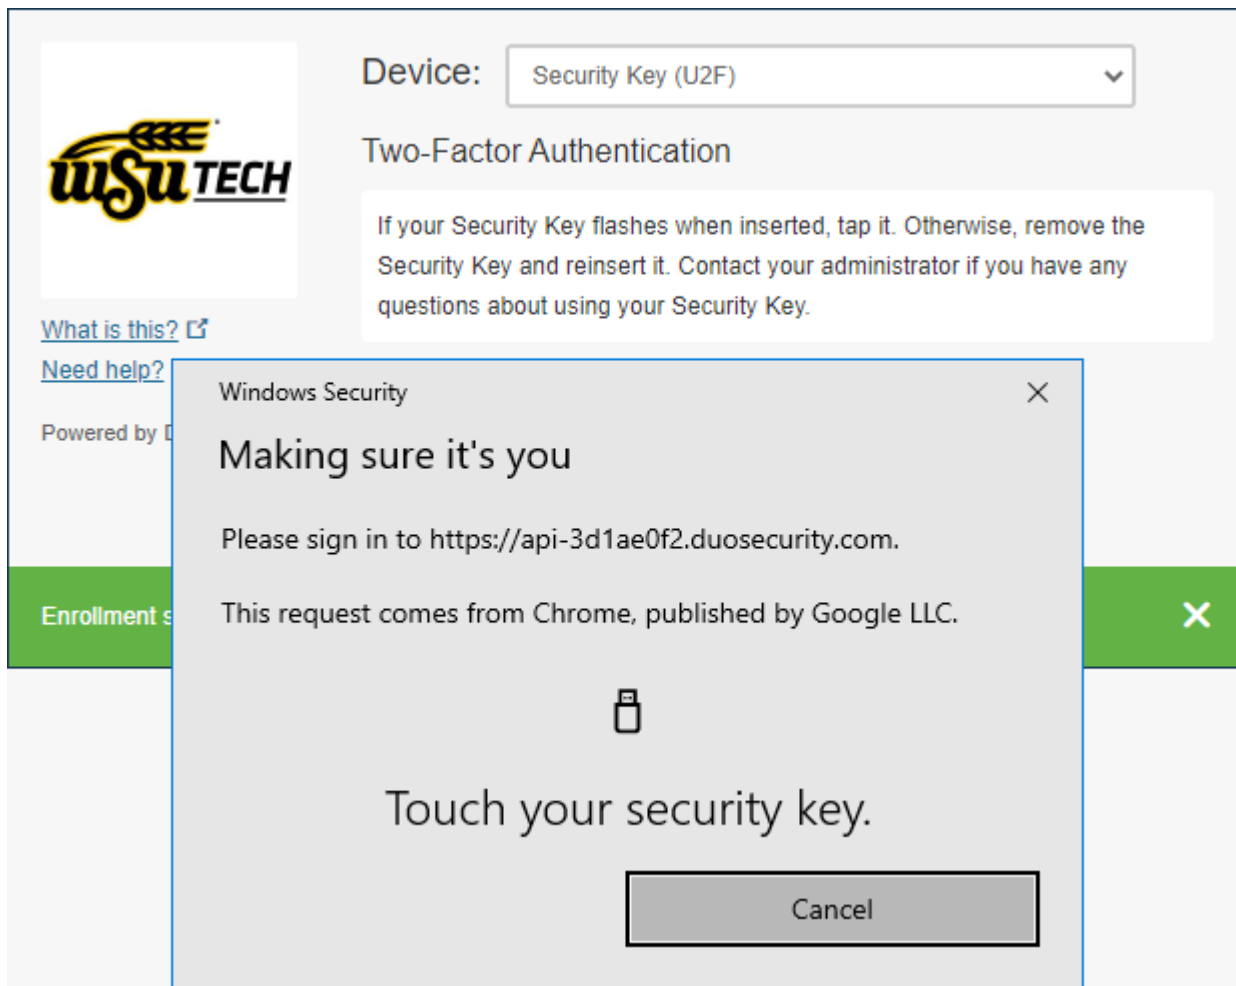 Device: Security Key (U2F)
wsu TECH
Two-Factor Authentication
If your Security Key flashes when inserted, tap it. Otherwise, remove the
Security Key and reinsert it. Contact your administrator if you have any
questions about using your Security Key.
What is this?
Need help?
Powered by
Windows Security
Making sure it's you
Please sign in to https://api-3d1ae0f2.duosecurity.com.
This request comes from Chrome, published by Google LLC.
Enrollment
Touch your security key.
Cancel